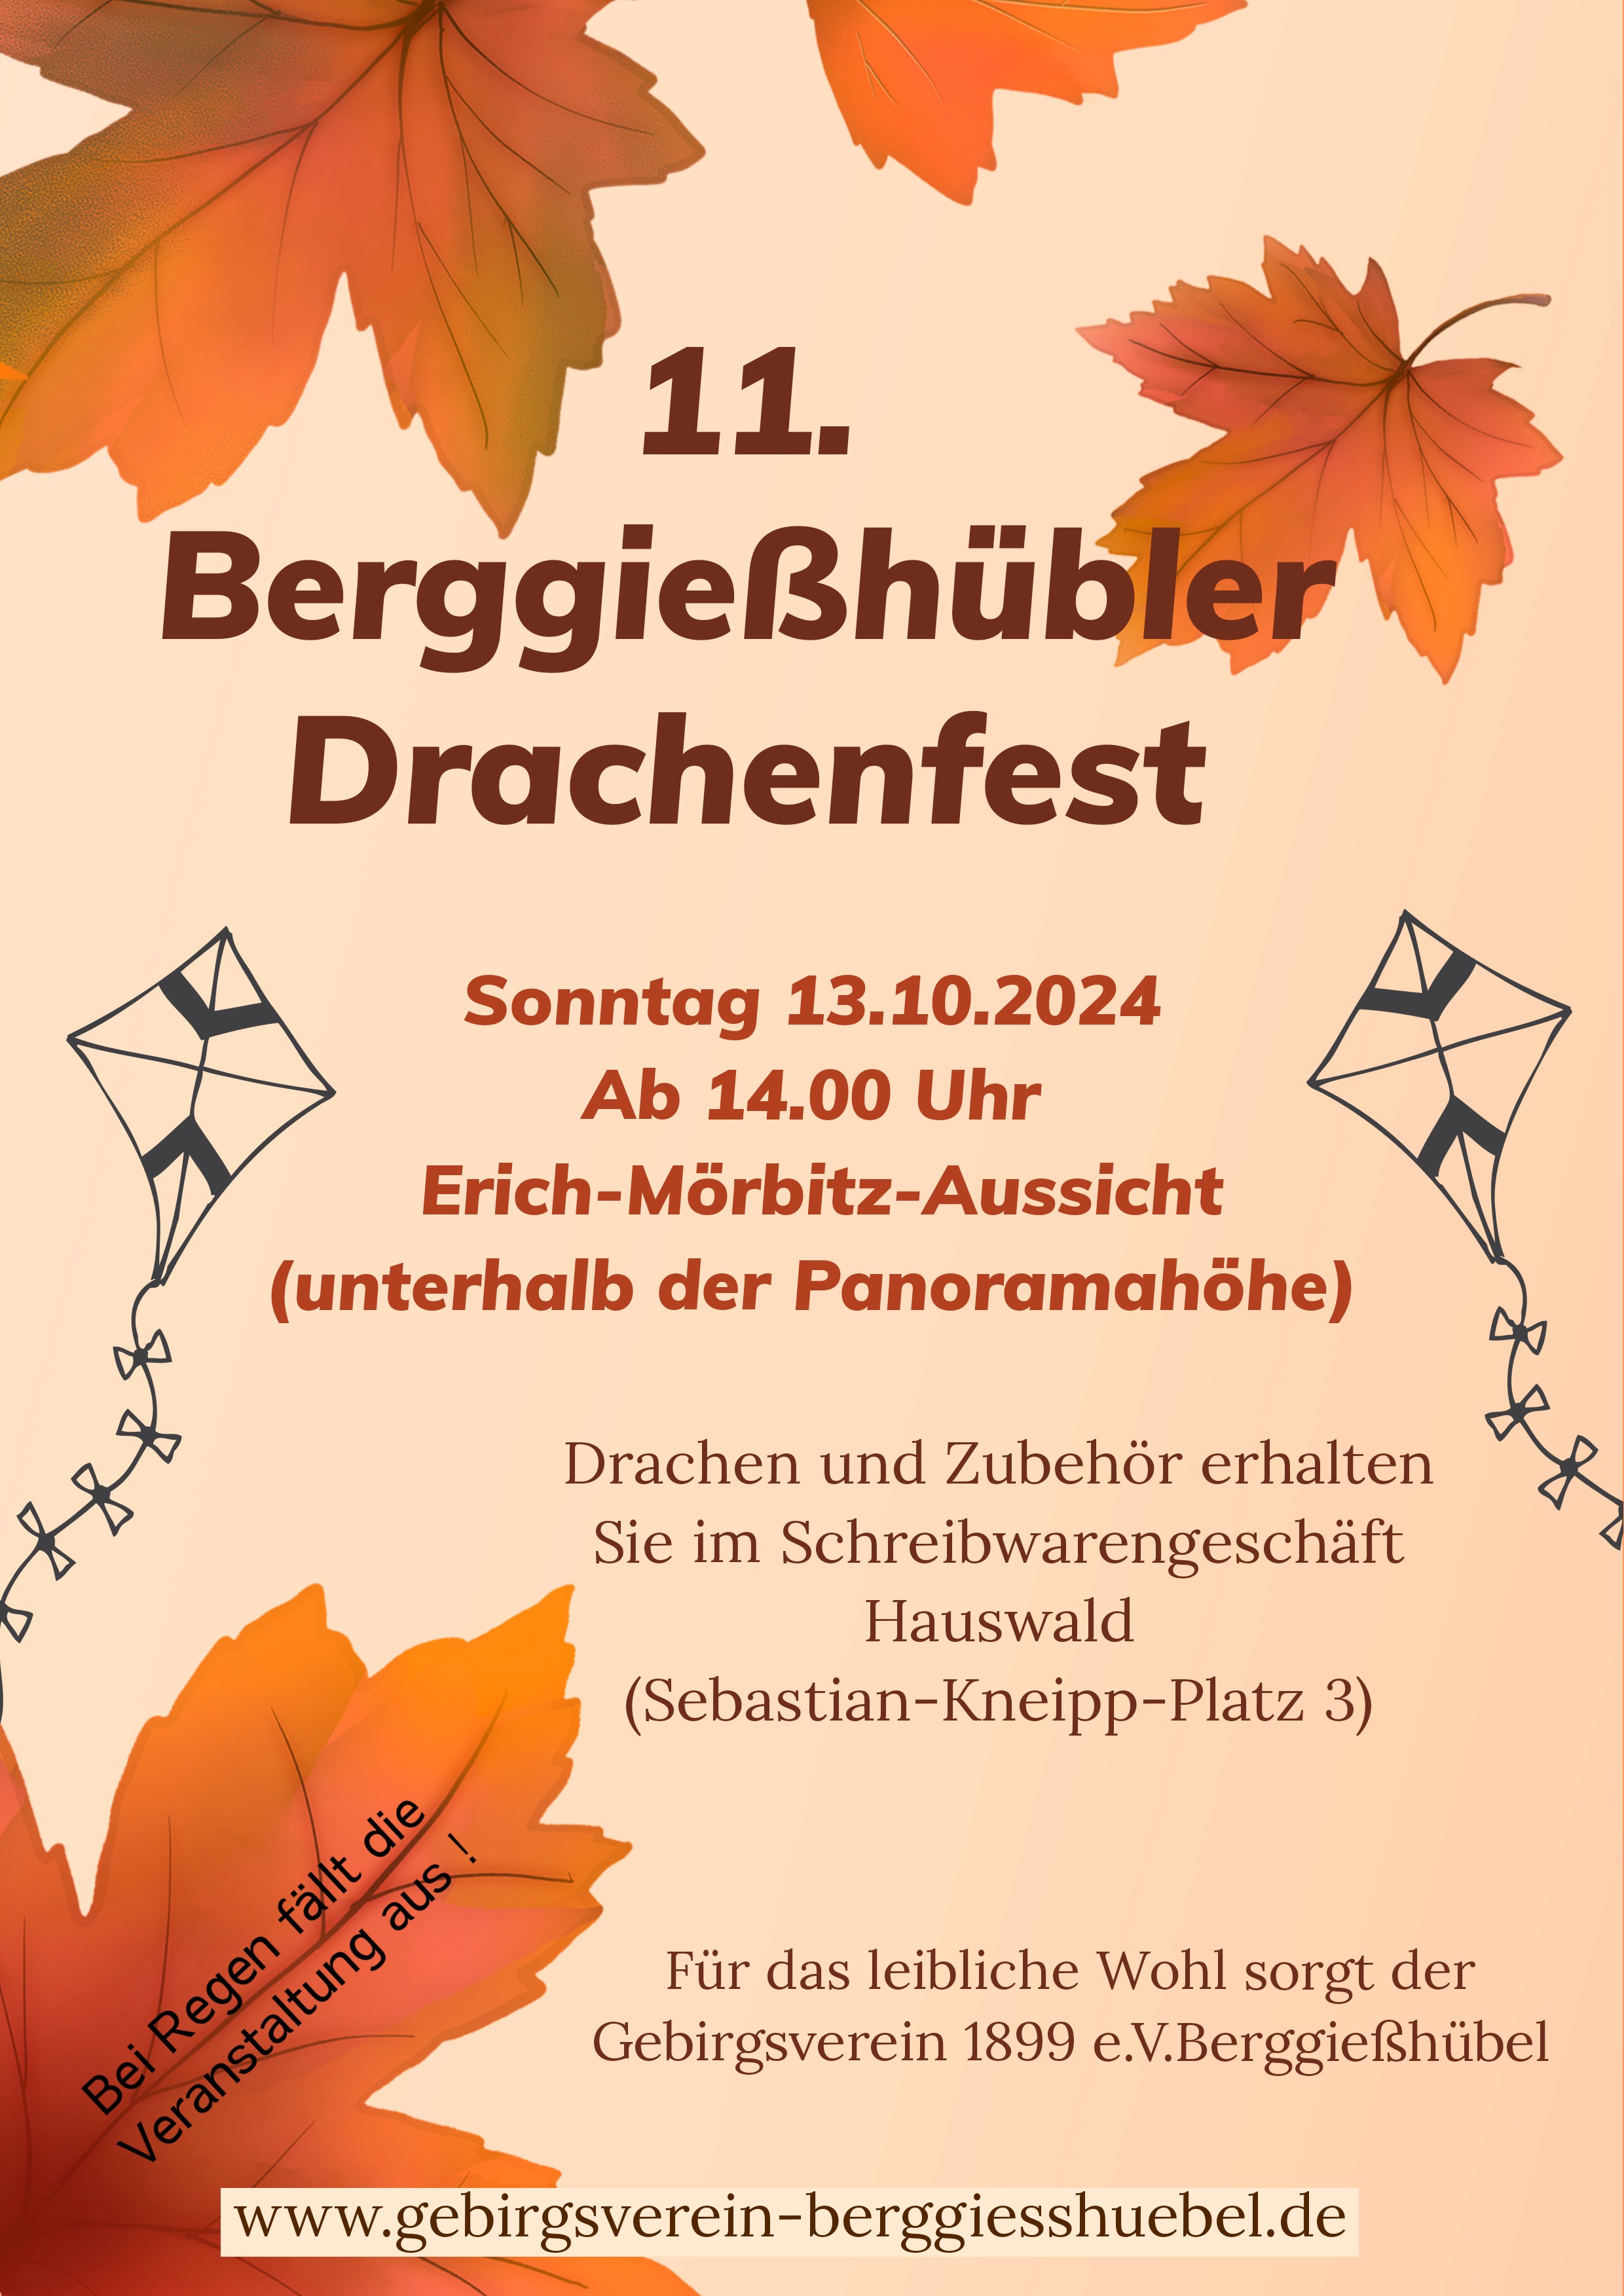 11.
Berggießhübler
Drachenfest
Sonntag 13.10.2024
Ab 14.00 Uhr
Erich-Mörbitz-Aussicht
(unterhalb der Panoramahöhe)
Drachen und Zubehör erhalten
Sie im Schreibwarengeschäft
Hauswald
(Sebastian-Kneipp-Platz 3)
Bei Regen fällt die
Veranstaltung aus !
Für das leibliche Wohl sorgt der
Gebirgsverein 1899 e.V.Berggießhübel
www.gebirgsverein-berggiesshuebel.de